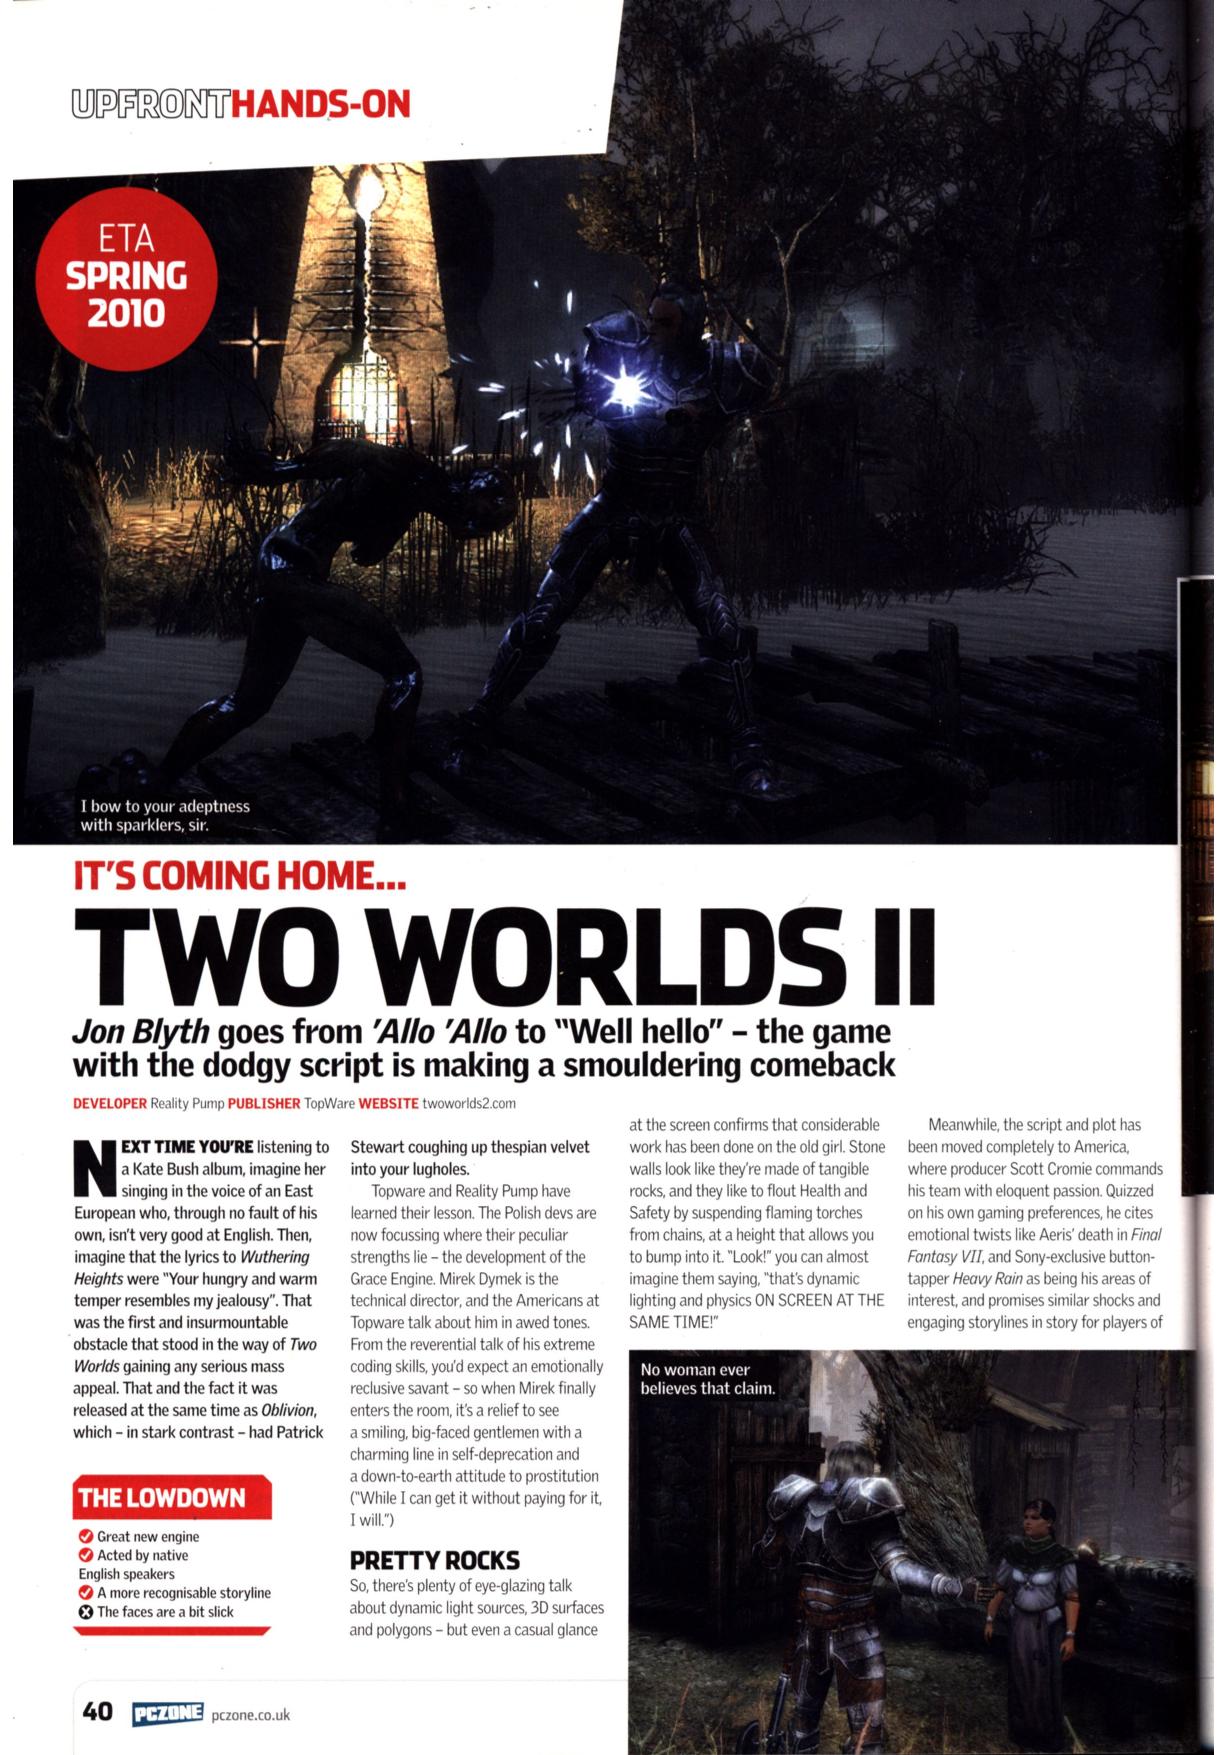 UPFRONTHANDS-ON
ETA
SPRING
2010
I bow to your adeptness
with sparklers, sir.
IT'S COMING HOME...
TWO WORLDS II
Jon Blyth goes from 'Allo 'Allo to "Well hello" – the game
with the dodgy script is making a smouldering comeback
DEVELOPER Reality Pump PUBLISHER TopWare WEBSITE twoworlds2.com
NEXT TIME YOU'RE listening to
a Kate Bush album, imagine her
singing in the voice of an East
European who, through no fault of his
own, isn't very good at English. Then,
imagine that the lyrics to Wuthering
Heights were "Your hungry and warm
temper resembles my jealousy". That
was the first and insurmountable
obstacle that stood in the way of Two
Worlds gaining any serious mass
appeal. That and the fact it was
released at the same time as Oblivion,
which – in stark contrast – had Patrick
Stewart coughing up thespian velvet
into your lugholes.
Topware and Reality Pump have
learned their lesson. The Polish devs are
now focussing where their peculiar
strengths lie – the development of the
Grace Engine. Mirek Dymek is the
technical director, and the Americans at
Topware talk about him in awed tones.
From the reverential talk of his extreme
coding skills, you'd expect an emotionally
reclusive savant – so when Mirek finally
enters the room, it's a relief to see
a smiling, big-faced gentlemen with a
charming line in self-deprecation and
a down-to-earth attitude to prostitution
("While I can get it without paying for it,
I will.")
PRETTY ROCKS
So, there's plenty of eye-glazing talk
about dynamic light sources, 3D surfaces
and polygons – but even a casual glance
at the screen confirms that considerable
work has been done on the old girl. Stone
walls look like they're made of tangible
rocks, and they like to flout Health and
Safety by suspending flaming torches
from chains, at a height that allows you
to bump into it. "Look!" you can almost
imagine them saying, "that's dynamic
lighting and physics ON SCREEN AT THE
SAME TIME!"
Meanwhile, the script and plot has
been moved completely to America,
where producer Scott Cromie commands
his team with eloquent passion. Quizzed
on his own gaming preferences, he cites
emotional twists like Aeris' death in Final
Fantasy VII, and Sony-exclusive button-
tapper Heavy Rain as being his areas of
interest, and promises similar shocks and
engaging storylines in story for players of
THE LOWDOWN
Great new engine
Acted by native
English speakers
A more recognisable storyline
The faces are a bit slick
No woman ever
believes that claim.
40 PCZONE pczone.co.uk